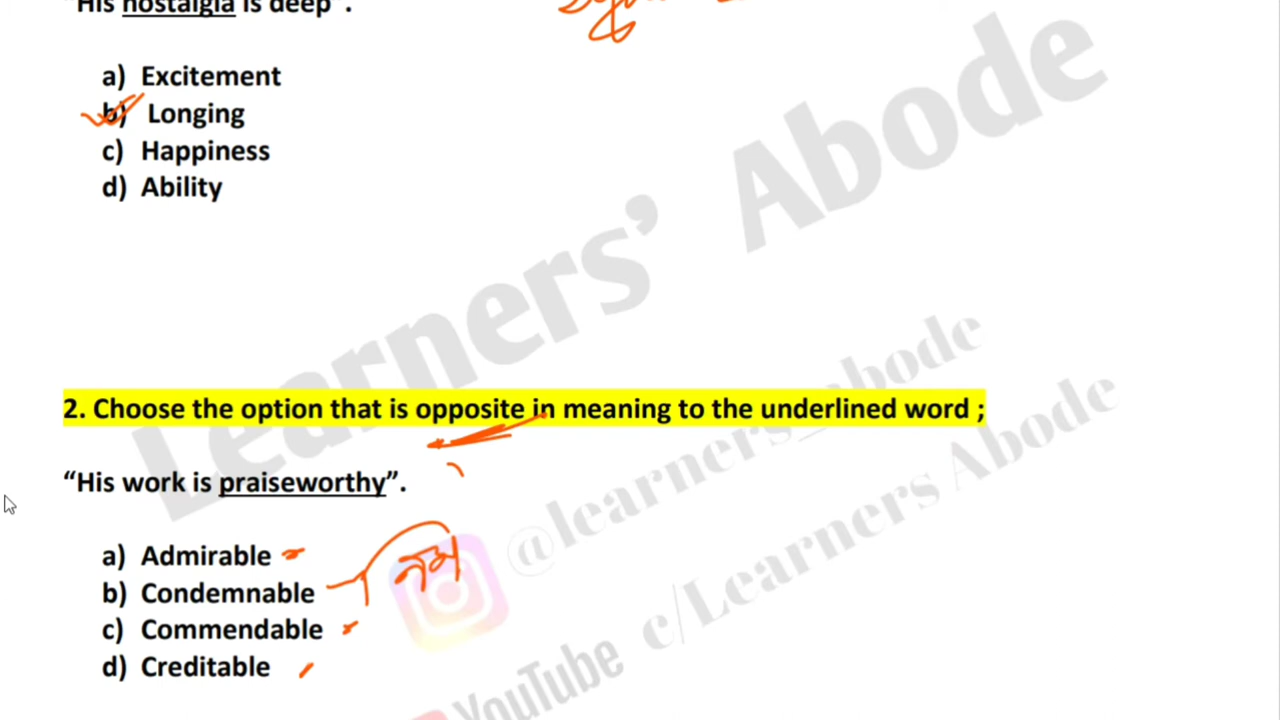 "His nostalgia is deep".
a) Excitement
b) Longing
c) Happiness
d) Ability
Learners' Abode
2. Choose the option that is opposite in meaning to the underlined word ;
“His work is praiseworthy”.
a) Admirable
b) Condemnable
c) Commendable
d) Creditable
@learners_abode
YouTube c/Learners Abode